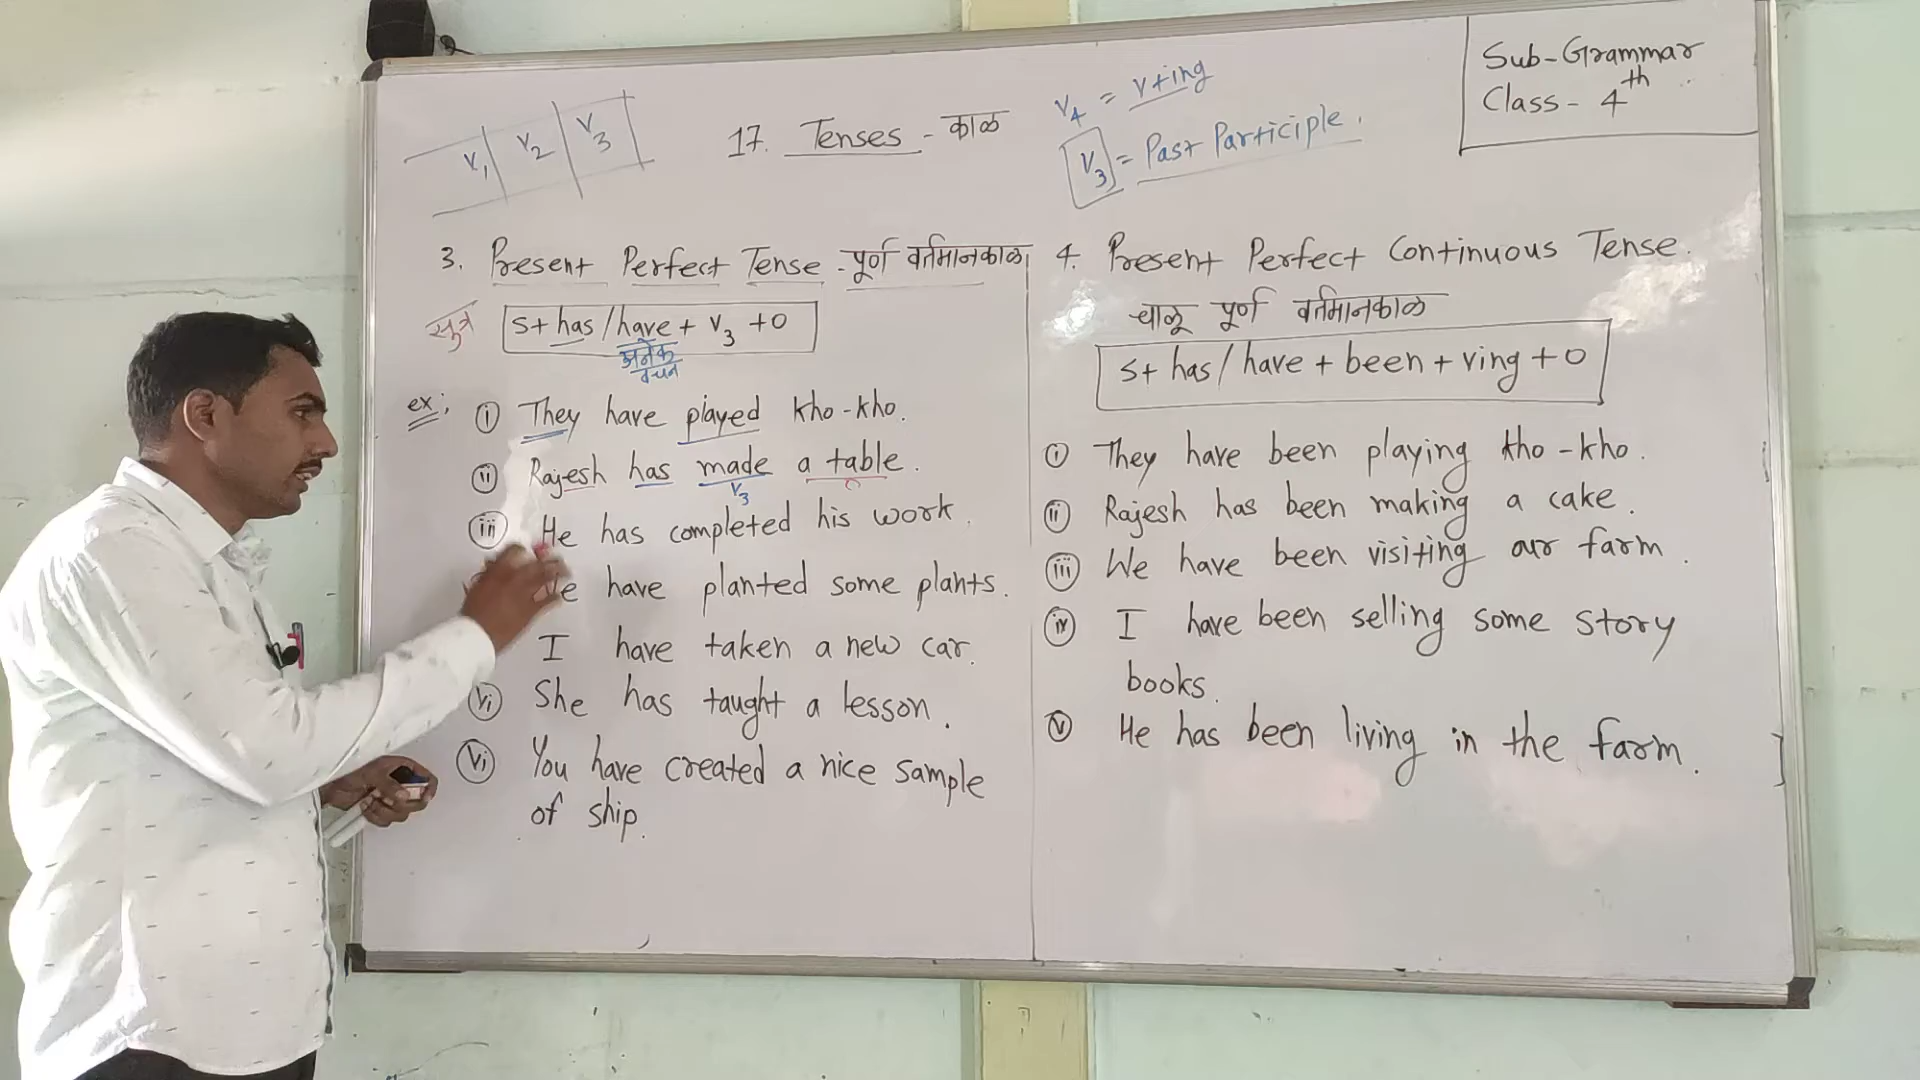 Sub-Grammar
Class- 4th
V1 V2 V3
17. Tenses - काळ
V4 = V+ing
V3 = Past Participle.
3. Present Perfect Tense - पूर्ण वर्तमानकाळ
सूत्र S+ has/have + V3 +O
अनेक
वचन
ex:
(i) They have played kho-kho.
(ii) Rajesh has made a table.
V3 O
(iii) He has completed his work.
have planted some plants.
I have taken a new car.
(vi) She has taught a lesson.
(vi) You have created a nice sample
of ship.
4. Present Perfect Continuous Tense.
चालू पूर्ण वर्तमानकाळ
S+ has/have + been + ving + O
(i) They have been playing kho-kho.
(ii) Rajesh has been making a cake.
(iii) We have been visiting our farm.
(iv) I have been selling some story
books.
(v) He has been living in the farm.